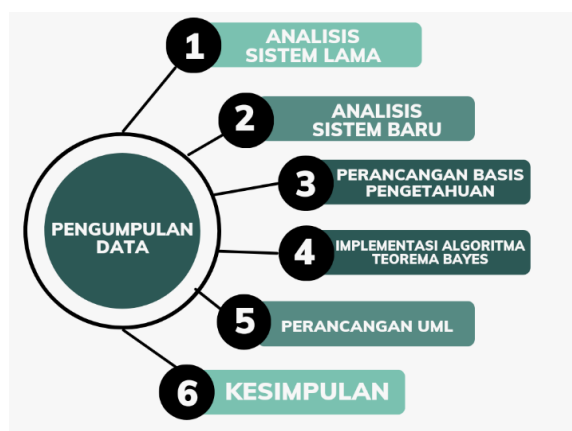 1
ANALISIS
SISTEM LAMA
2
ANALISIS
SISTEM BARU
3
PERANCANGAN BASIS
PENGETAHUAN
PENGUMPULAN
DATA
4
IMPLEMENTASI ALGORITMA
TEOREMA BAYES
5
PERANCANGAN UML
6
KESIMPULAN